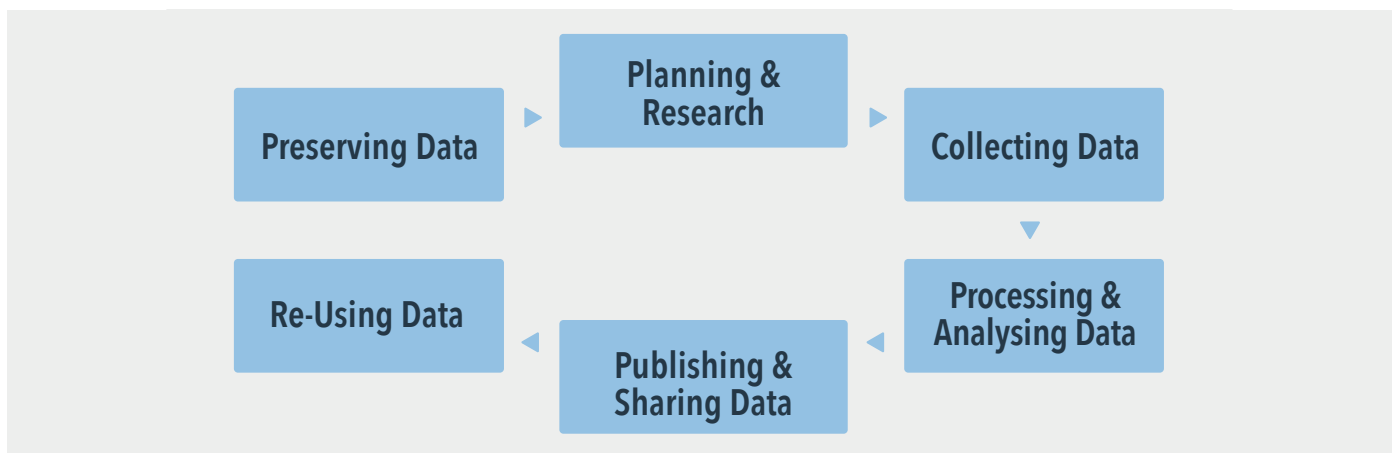 Planning &
Research
Preserving Data
Collecting Data
Re-Using Data
Processing &
Analysing Data
Publishing &
Sharing Data